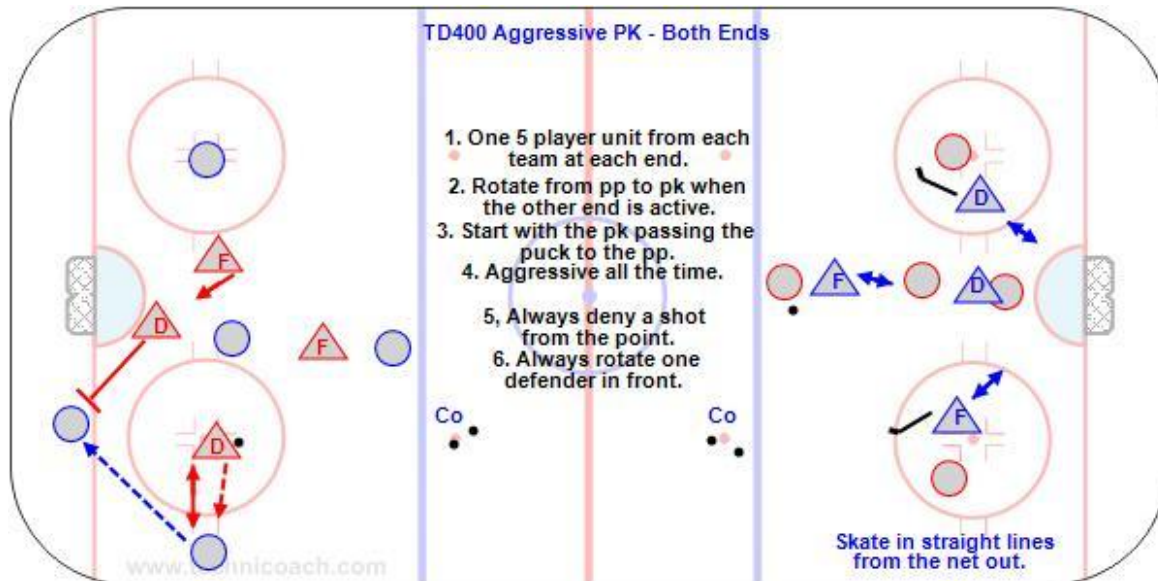 TD400 Aggressive PK - Both Ends
1. One 5 player unit from each
team at each end.
2. Rotate from pp to pk when
the other end is active.
3. Start with the pk passing the
puck to the pp.
4. Aggressive all the time.
5, Always deny a shot
from the point.
6. Always rotate one
defender in front.
F
D
F
D
Co
Co
D
F
D
F
Skate in straight lines
from the net out.
www.technicoach.com